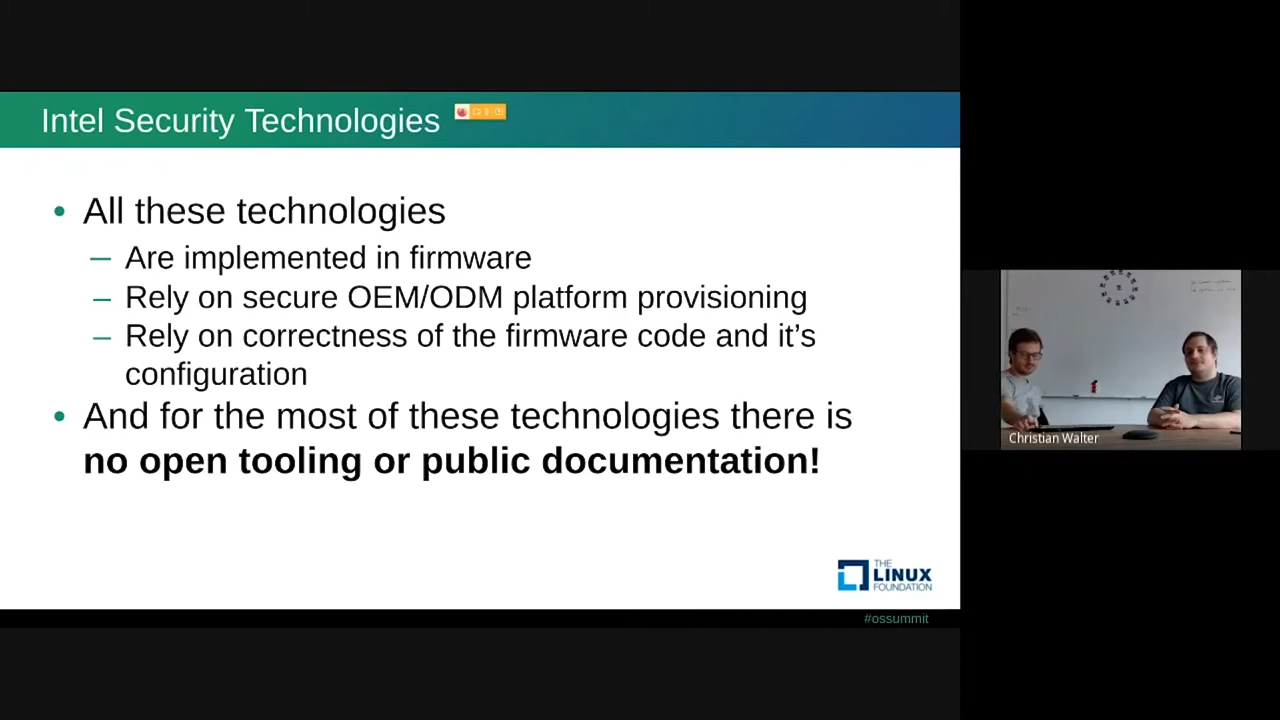 Intel Security Technologies
• All these technologies
– Are implemented in firmware
– Rely on secure OEM/ODM platform provisioning
– Rely on correctness of the firmware code and it’s
configuration
• And for the most of these technologies there is
no open tooling or public documentation!
THE
LINUX
FOUNDATION
#ossummit
Christian Walter